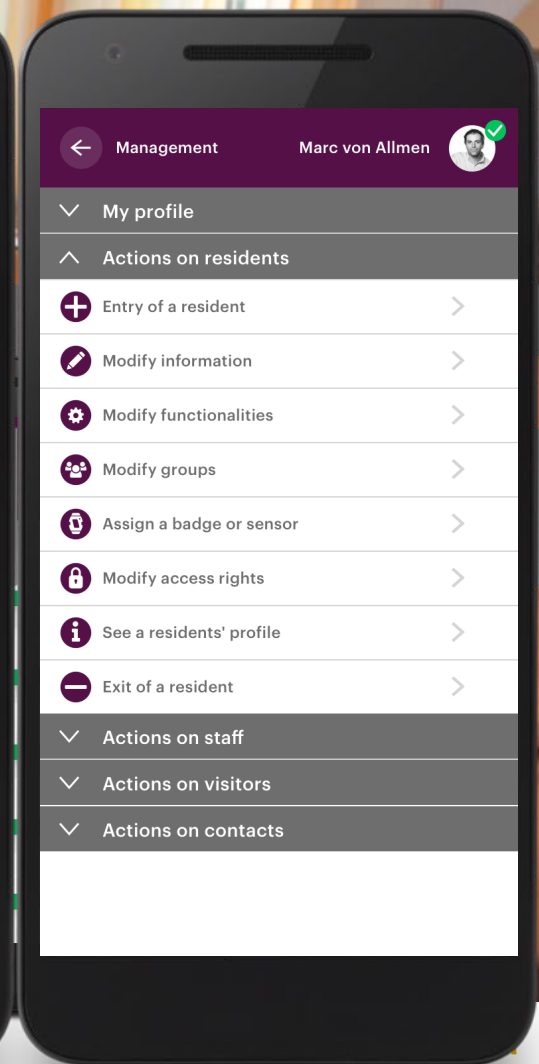 Management
Marc von Allmen
My profile
Actions on residents
Entry of a resident
Modify information
Modify functionalities
Modify groups
Assign a badge or sensor
Modify access rights
See a residents' profile
Exit of a resident
Actions on staff
Actions on visitors
Actions on contacts